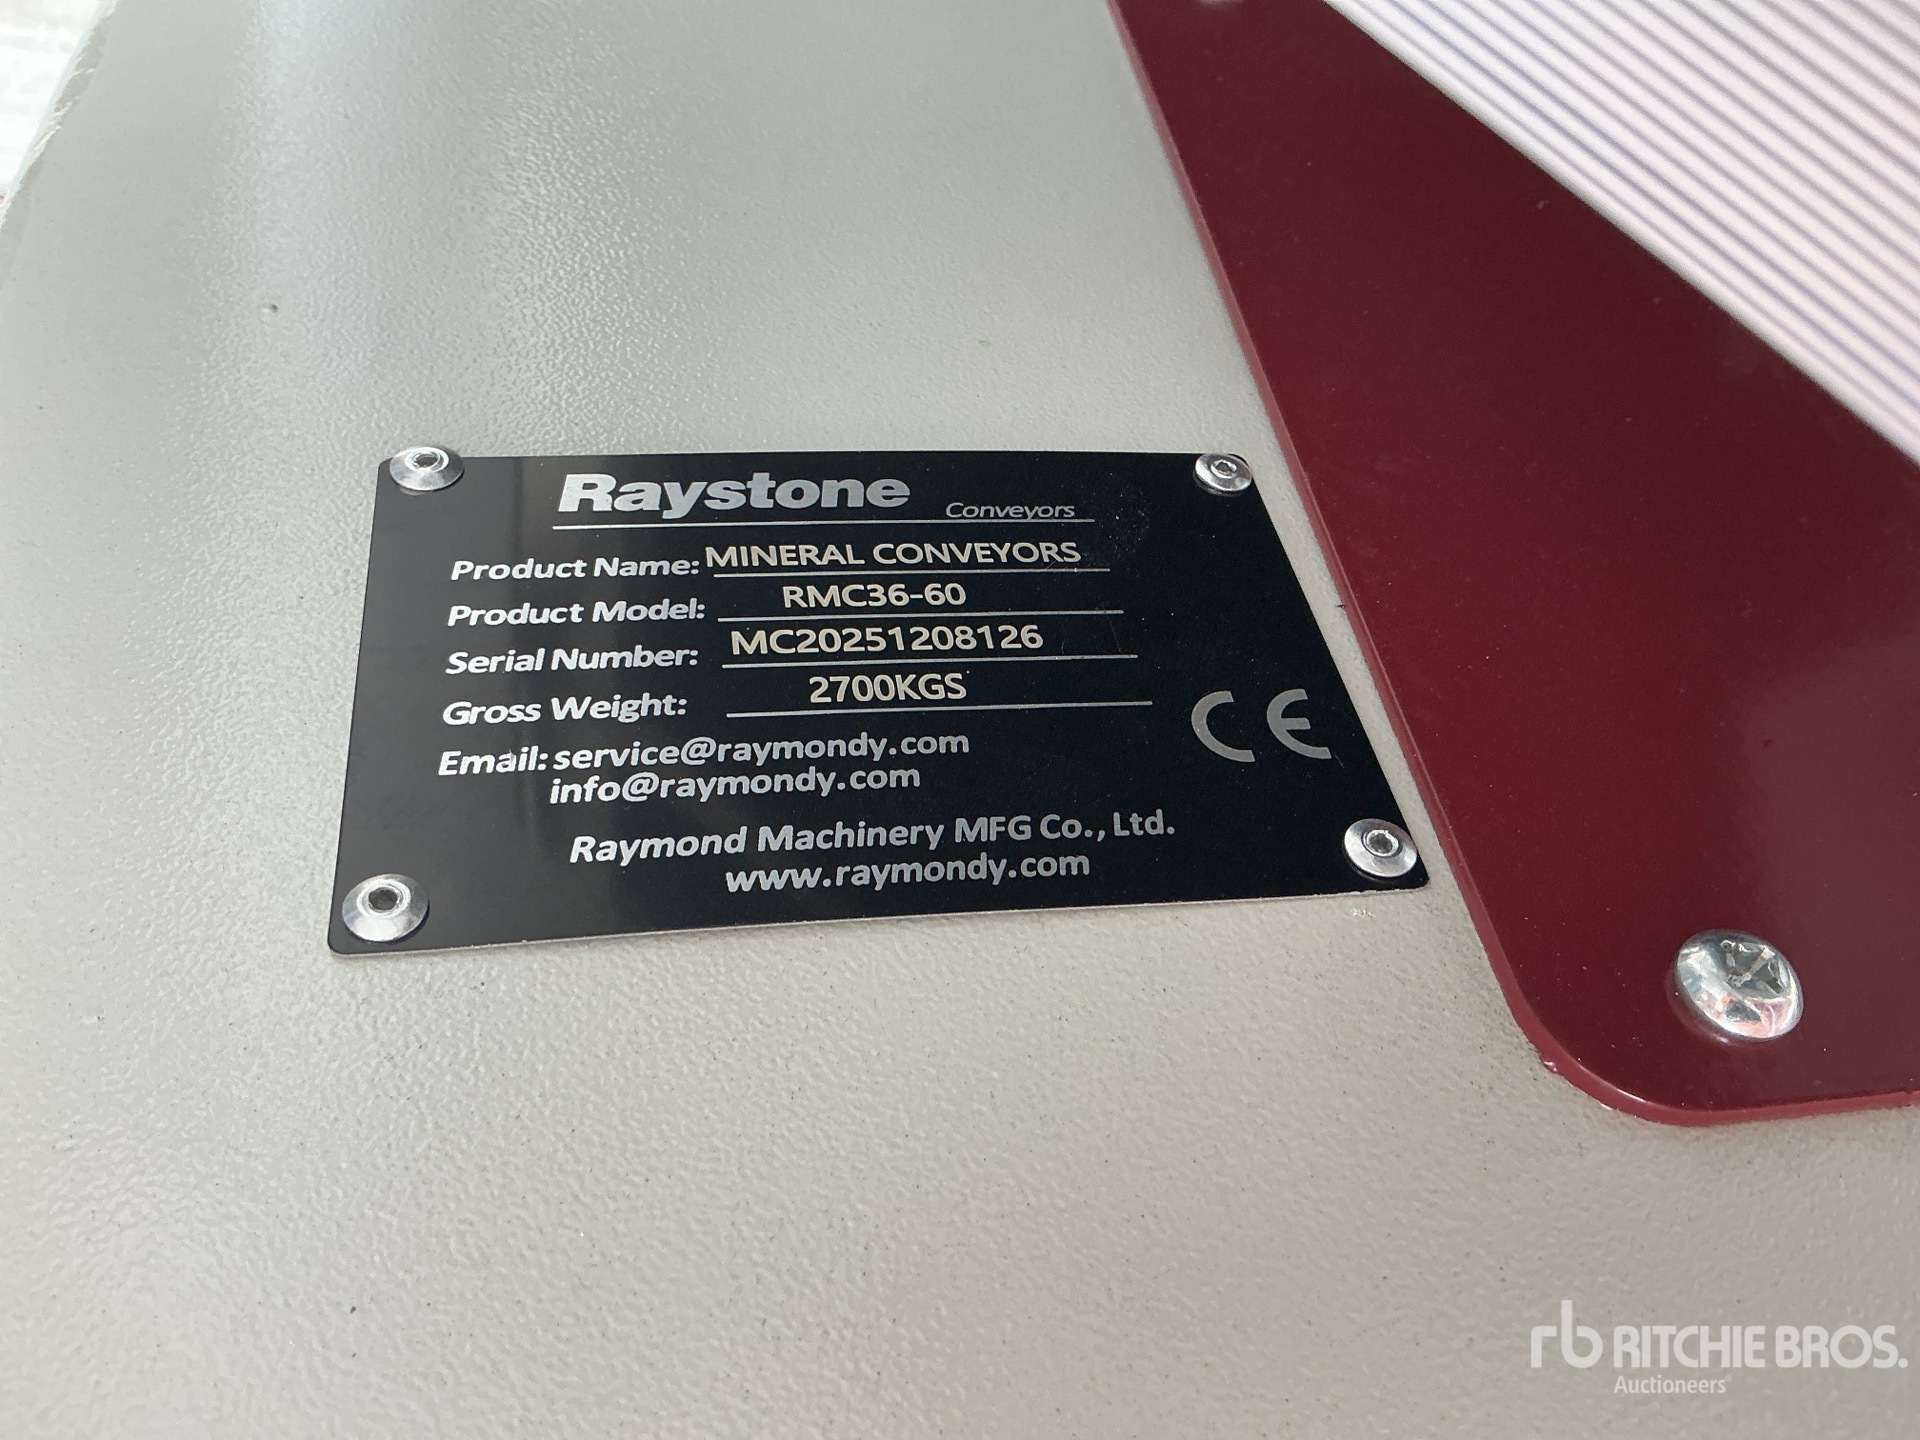 Raystone Conveyors
Product Name: MINERAL CONVEYORS
Product Model: RMC36-60
Serial Number: MC20251208126
Gross Weight: 2700KGS
Email: service@raymondy.com
info@raymondy.com
CE
Raymond Machinery MFG Co., Ltd.
www.raymondy.com
rb RITCHIE BROS.
Auctioneers